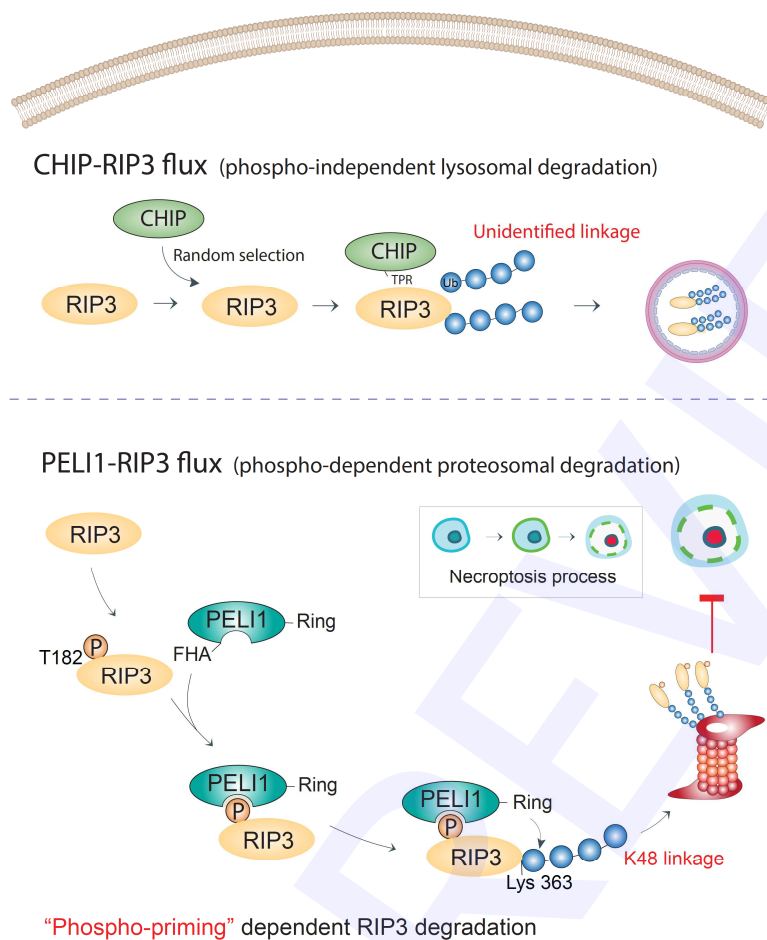 CHIP-RIP3 flux (phospho-independent lysosomal degradation)
CHIP
Random selection
RIP3
RIP3
CHIP
TPR
RIP3
Ub
Unidentified linkage
PELI1-RIP3 flux (phospho-dependent proteosomal degradation)
RIP3
Necroptosis process
PELI1
Ring
FHA
T182
P
RIP3
PELI1
Ring
P
RIP3
PELI1
Ring
P
RIP3
Lys 363
K48 linkage
“Phospho-priming” dependent RIP3 degradation